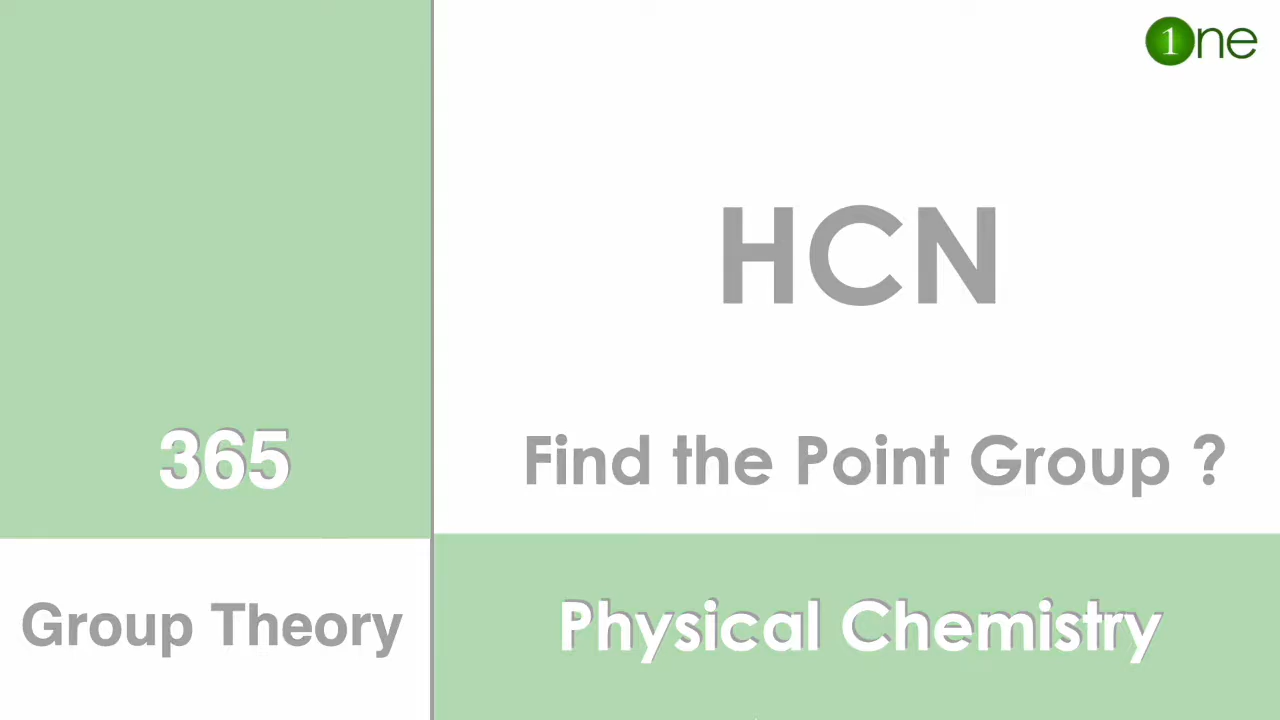 1ne
HCN
365
Find the Point Group ?
Group Theory
Physical Chemistry